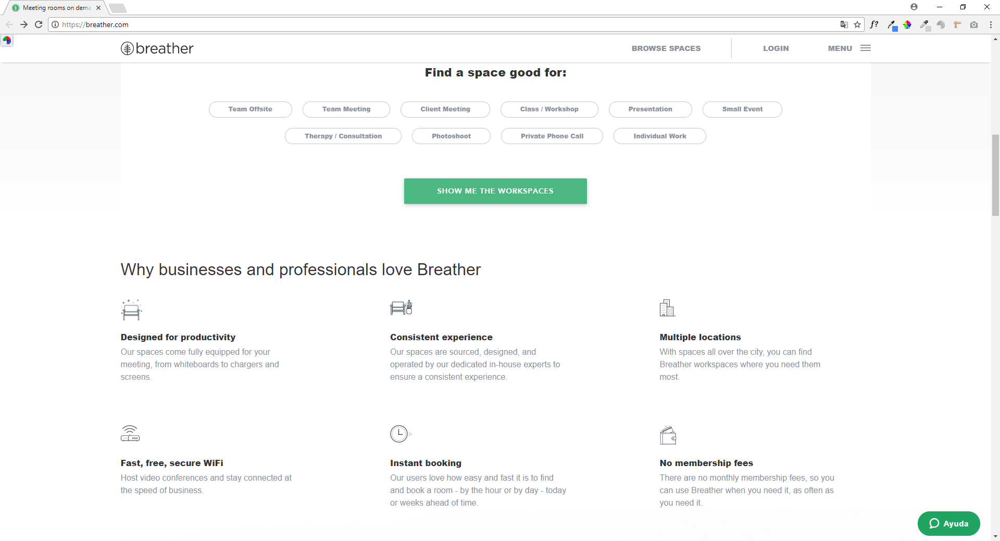 Meeting rooms on dema
https://breather.com
f?
breather
BROWSE SPACES
LOGIN
MENU
Find a space good for:
Team Offsite
Team Meeting
Client Meeting
Class / Workshop
Presentation
Small Event
Therapy / Consultation
Photoshoot
Private Phone Call
Individual Work
SHOW ME THE WORKSPACES
Why businesses and professionals love Breather
Designed for productivity
Our spaces come fully equipped for your
meeting, from whiteboards to chargers and
screens.
Consistent experience
Our spaces are sourced, designed, and
operated by our dedicated in-house experts to
ensure a consistent experience.
Multiple locations
With spaces all over the city, you can find
Breather workspaces where you need them
most.
Fast, free, secure WiFi
Host video conferences and stay connected at
the speed of business.
Instant booking
Our users love how easy and fast it is to find
and book a room - by the hour or by day - today
or weeks ahead of time.
No membership fees
There are no monthly membership fees, so you
can use Breather when you need it, as often as
you need it.
Ayuda